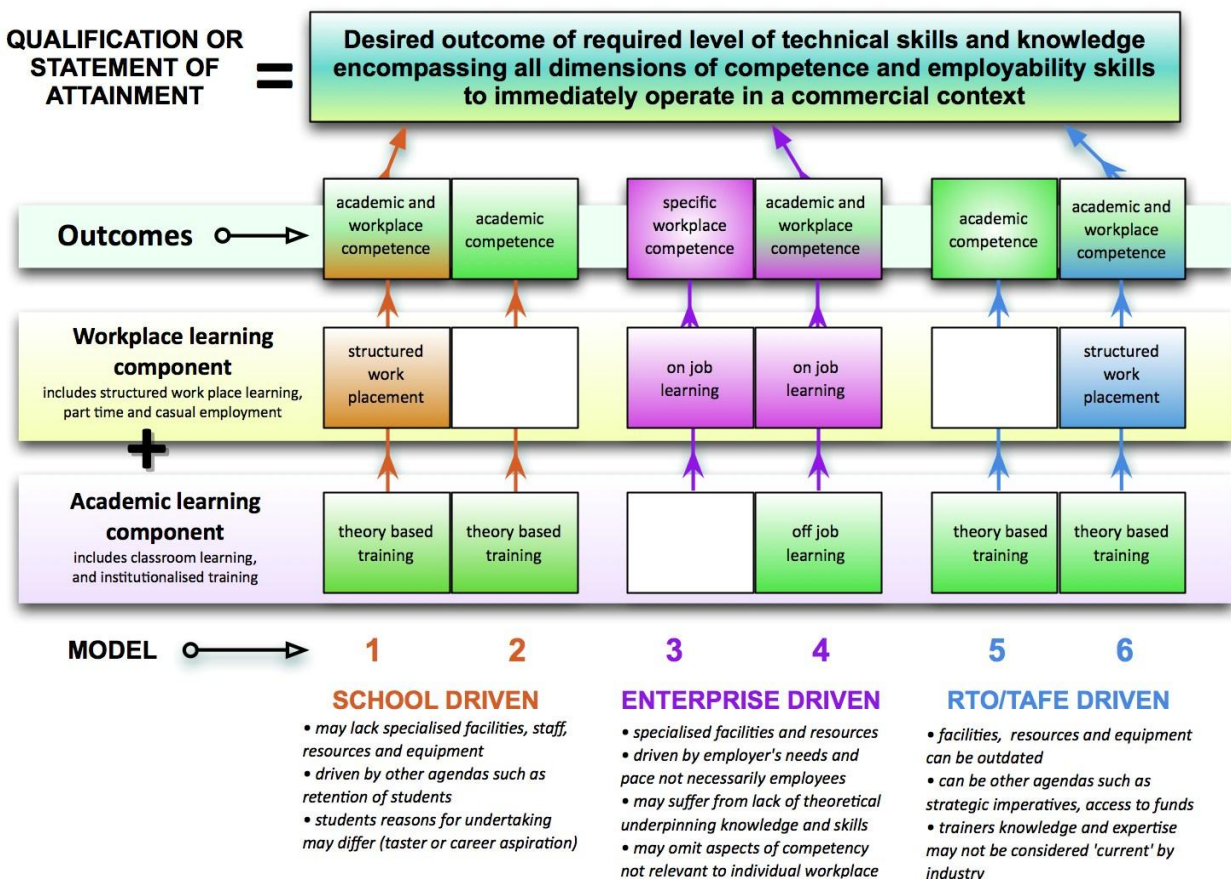 QUALIFICATION OR
STATEMENT OF
ATTAINMENT
=
Desired outcome of required level of technical skills and knowledge
encompassing all dimensions of competence and employability skills
to immediately operate in a commercial context
Outcomes
academic and
workplace
competence
academic
competence
specific
workplace
competence
academic and
workplace
competence
academic
competence
academic and
workplace
competence
Workplace learning
component
includes structured work place learning,
part time and casual employment
structured
work
placement
on job
learning
on job
learning
structured
work
placement
+
Academic learning
component
includes classroom learning,
and institutionalised training
theory based
training
theory based
training
off job
learning
theory based
training
theory based
training
MODEL
1
2
3
4
5
6
SCHOOL DRIVEN
• may lack specialised facilities, staff,
resources and equipment
• driven by other agendas such as
retention of students
• students reasons for undertaking
may differ (taster or career aspiration)
ENTERPRISE DRIVEN
• specialised facilities and resources
• driven by employer's needs and
pace not necessarily employees
• may suffer from lack of theoretical
underpinning knowledge and skills
• may omit aspects of competency
not relevant to individual workplace
RTO/TAFE DRIVEN
• facilities, resources and equipment
can be outdated
• can be other agendas such as
strategic imperatives, access to funds
• trainers knowledge and expertise
may not be considered 'current' by
industry